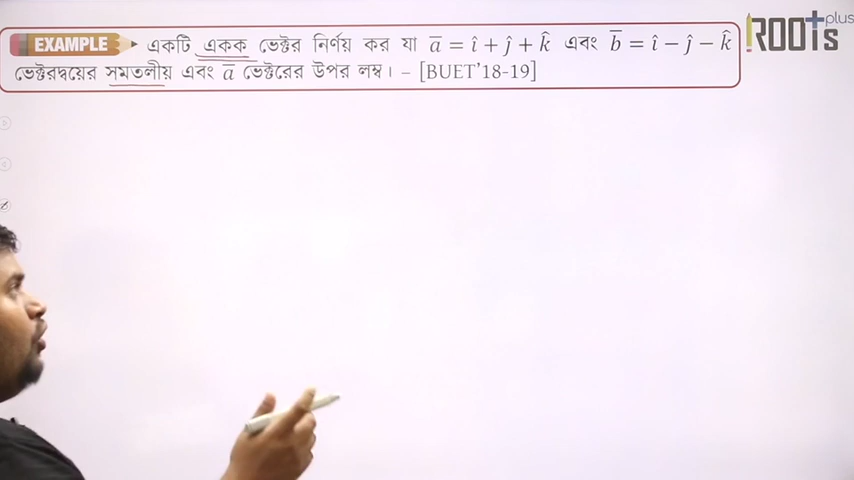 EXAMPLE একটি একক ভেক্টর নির্ণয় কর যা a̅ = î + ĵ + k̂ এবং b̅ = î − ĵ − k̂
ভেক্টরদ্বয়ের সমতলীয় এবং a̅ ভেক্টরের উপর লম্ব। – [BUET'18-19]
ROOTs plus